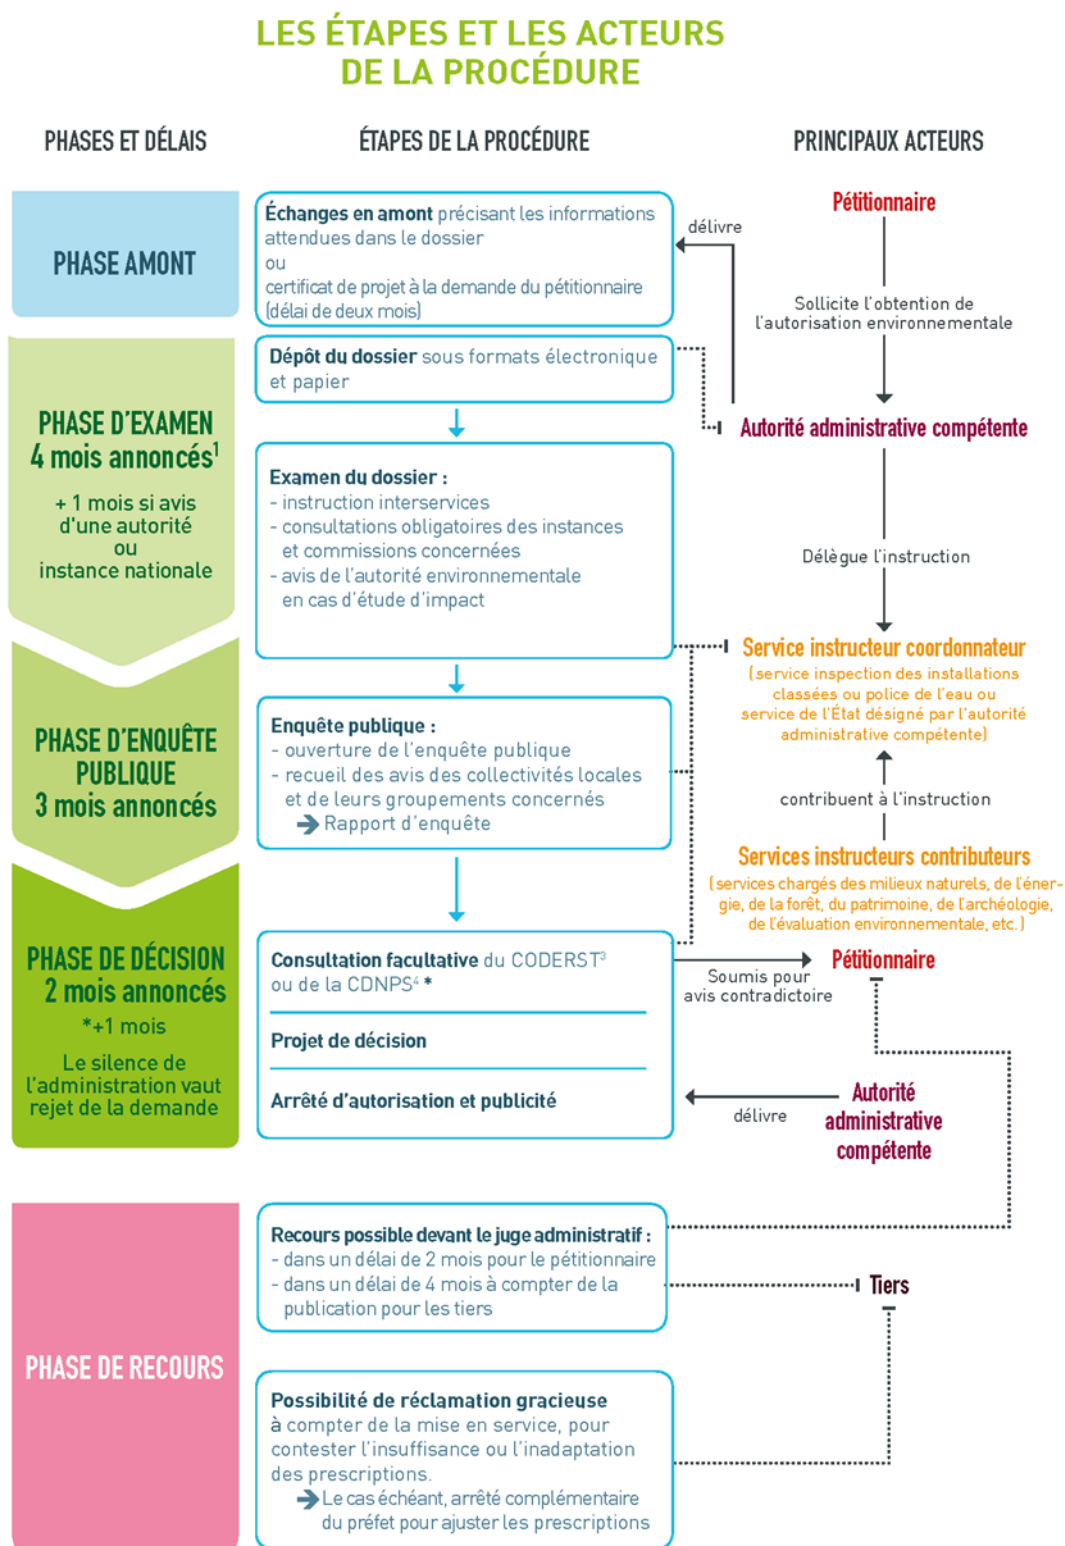 LES ÉTAPES ET LES ACTEURS
DE LA PROCÉDURE
PHASES ET DÉLAIS
ÉTAPES DE LA PROCÉDURE
PRINCIPAUX ACTEURS
PHASE AMONT
Échanges en amont précisant les informations
attendues dans le dossier
ou
certificat de projet à la demande du pétitionnaire
(délai de deux mois)
délivre
Pétitionnaire
Sollicite l'obtention de
l'autorisation environnementale
PHASE D'EXAMEN
4 mois annoncés¹
+ 1 mois si avis
d'une autorité
ou
instance nationale
Dépôt du dossier sous formats électronique
et papier
Autorité administrative compétente
Examen du dossier :
- instruction interservices
- consultations obligatoires des instances
et commissions concernées
- avis de l'autorité environnementale
en cas d'étude d'impact
Délègue l'instruction
Service instructeur coordonnateur
(service inspection des installations
classées ou police de l'eau ou
service de l'État désigné par l'autorité
administrative compétente)
PHASE D'ENQUÊTE
PUBLIQUE
3 mois annoncés
Enquête publique :
- ouverture de l'enquête publique
- recueil des avis des collectivités locales
et de leurs groupements concernés
➔ Rapport d'enquête
contribuent à l'instruction
Services instructeurs contributeurs
(services chargés des milieux naturels, de l'éner-
gie, de la forêt, du patrimoine, de l'archéologie,
de l'évaluation environnementale, etc.)
PHASE DE DÉCISION
2 mois annoncés
*+1 mois
Le silence de
l'administration vaut
rejet de la demande
Consultation facultative du CODERST³
ou de la CDNPS⁴ *
Projet de décision
Arrêté d'autorisation et publicité
Soumis pour
avis contradictoire
Pétitionnaire
délivre
Autorité
administrative
compétente
PHASE DE RECOURS
Recours possible devant le juge administratif :
- dans un délai de 2 mois pour le pétitionnaire
- dans un délai de 4 mois à compter de la
publication pour les tiers
Tiers
Possibilité de réclamation gracieuse
à compter de la mise en service, pour
contester l'insuffisance ou l'inadaptation
des prescriptions.
➔ Le cas échéant, arrêté complémentaire
du préfet pour ajuster les prescriptions